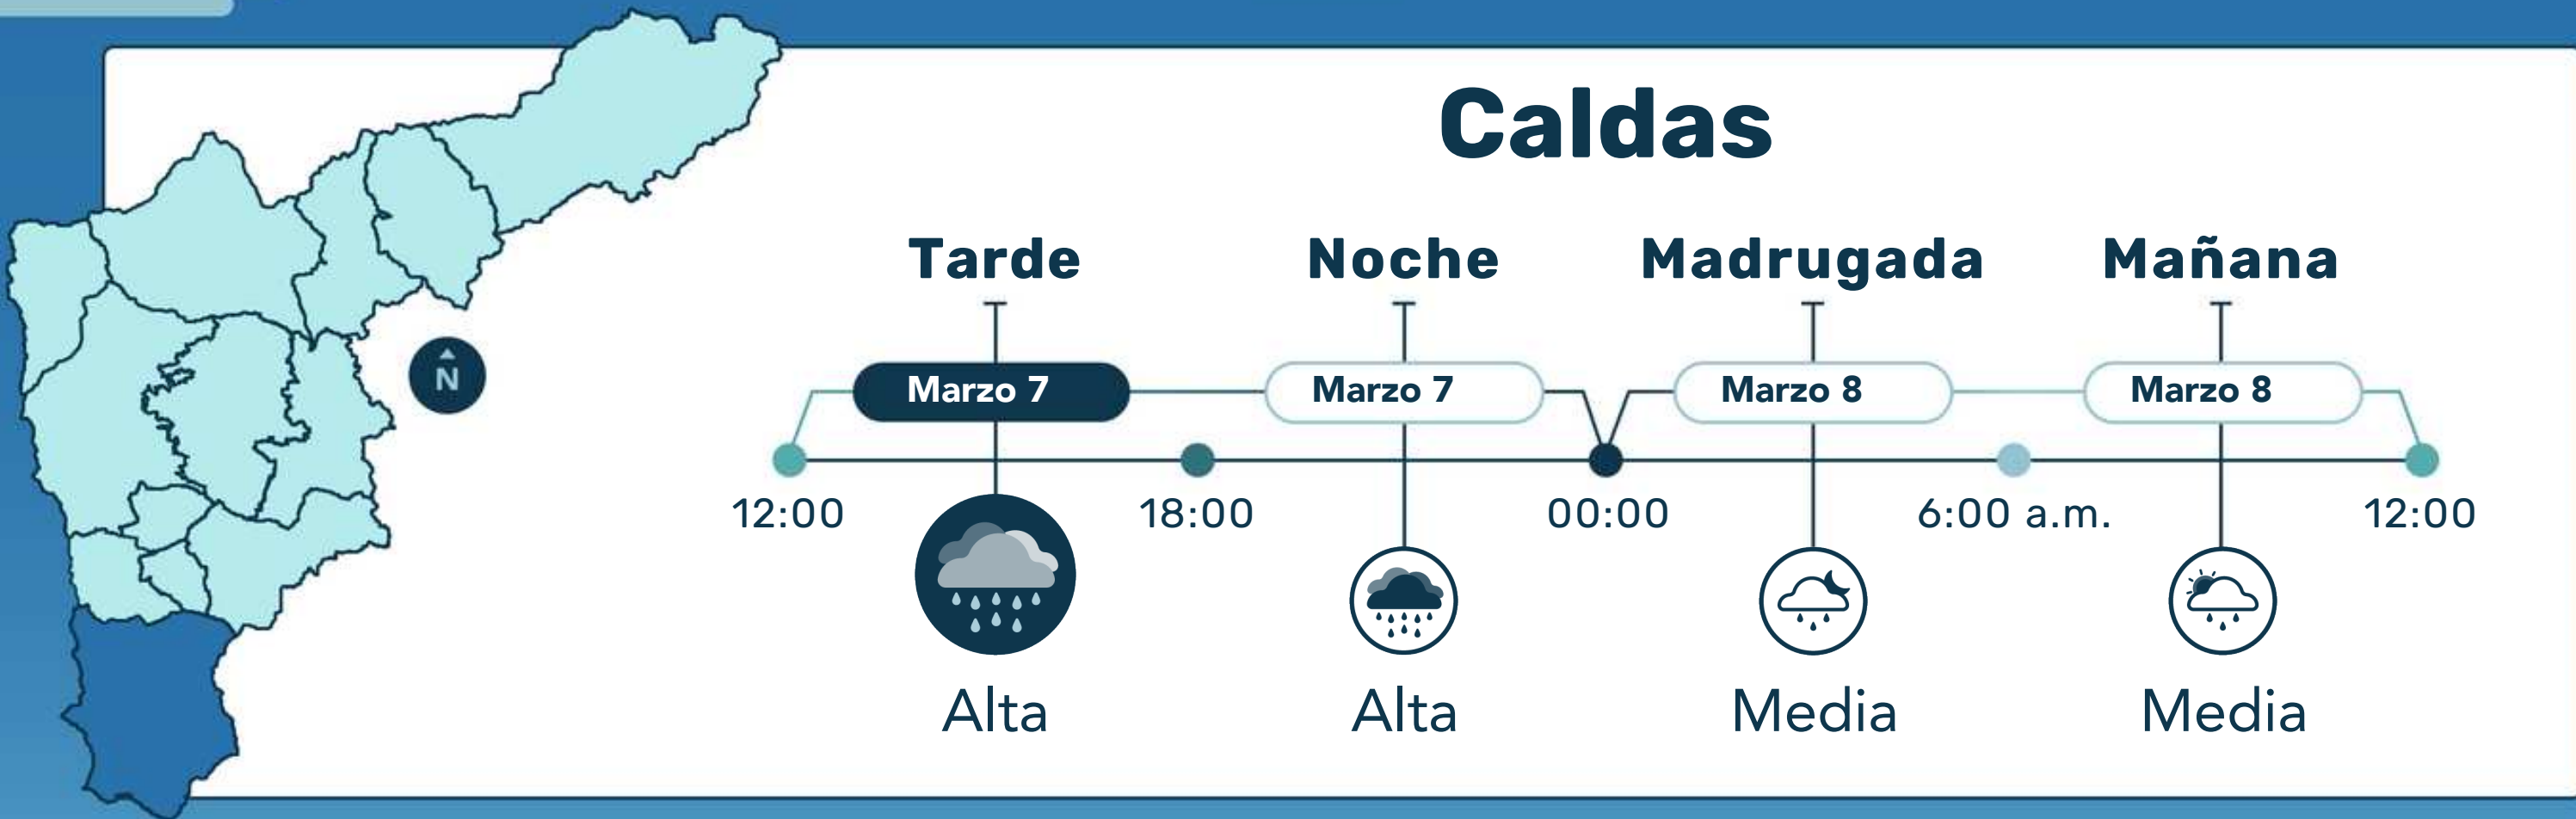 Caldas
Tarde Noche Madrugada Mañana
N
Marzo 7 Marzo 7 Marzo 8 Marzo 8
12:00 18:00 00:00 6:00 a.m. 12:00
Alta Alta Media Media